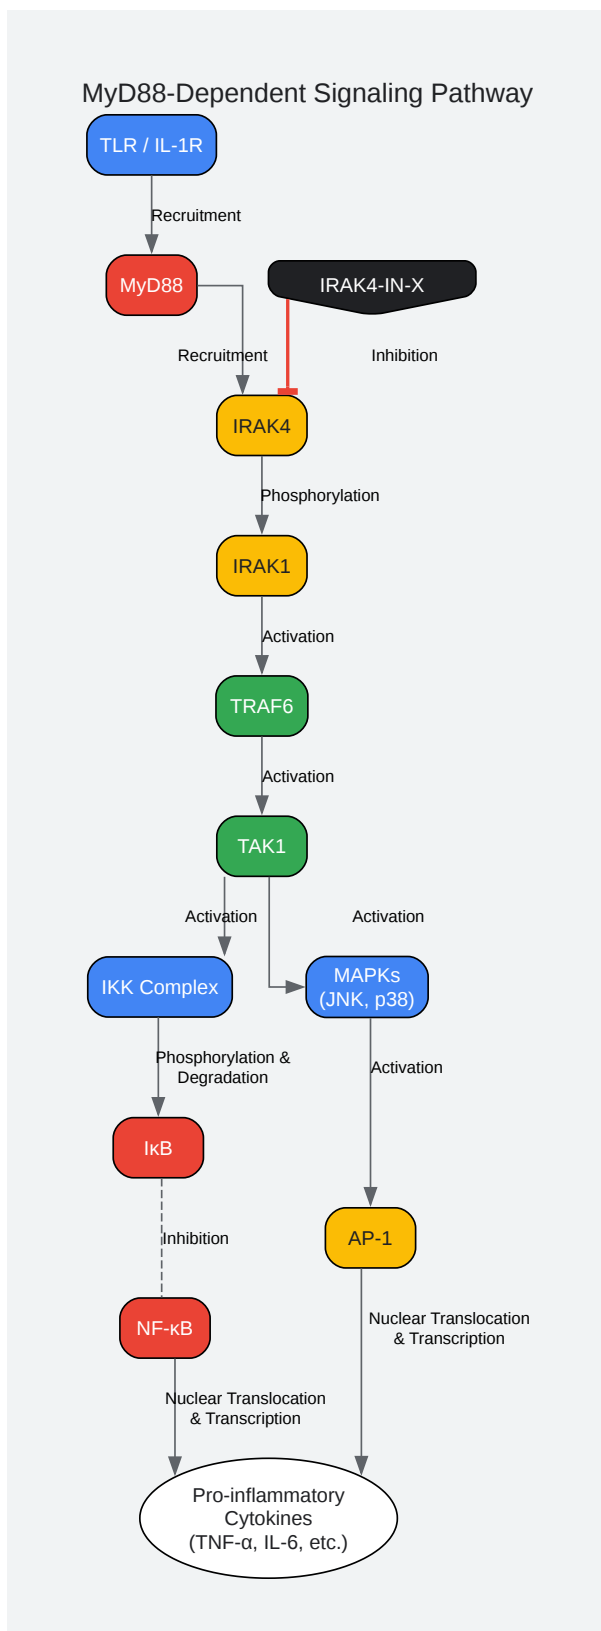 MyD88-Dependent Signaling Pathway
TLR / IL-1R
Recruitment
MyD88
IRAK4-IN-X
Recruitment
Inhibition
IRAK4
Phosphorylation
IRAK1
Activation
TRAF6
Activation
TAK1
Activation
Activation
IKK Complex
MAPKs
(JNK, p38)
Phosphorylation &
Degradation
Activation
IκB
Inhibition
AP-1
NF-κB
Nuclear Translocation
& Transcription
Nuclear Translocation
& Transcription
Pro-inflammatory
Cytokines
(TNF-α, IL-6, etc.)